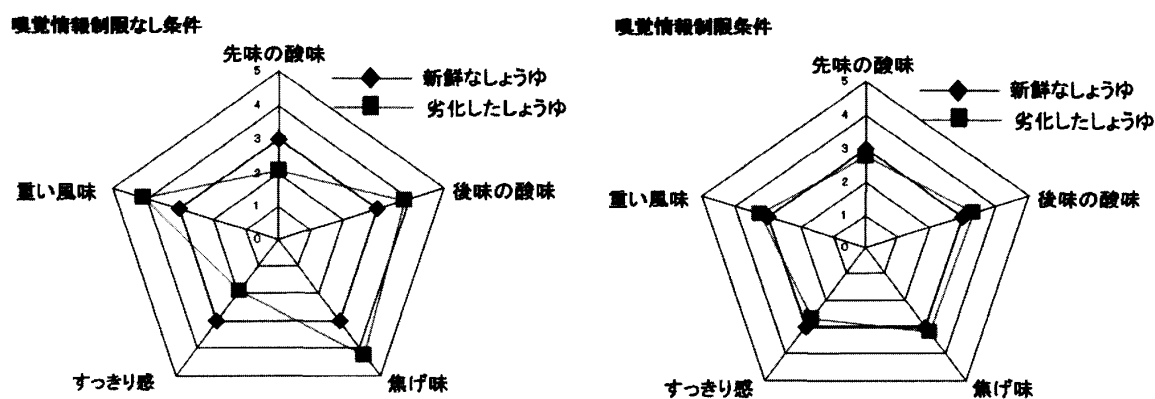 嗅覚情報制限なし条件
先味の酸味
5
新鮮なしょうゆ
劣化したしょうゆ
4
3
2
1
0
重い風味
後味の酸味
すっきり感
焦げ味
嗅覚情報制限条件
先味の酸味
5
新鮮なしょうゆ
劣化したしょうゆ
4
3
2
1
0
重い風味
後味の酸味
すっきり感
焦げ味